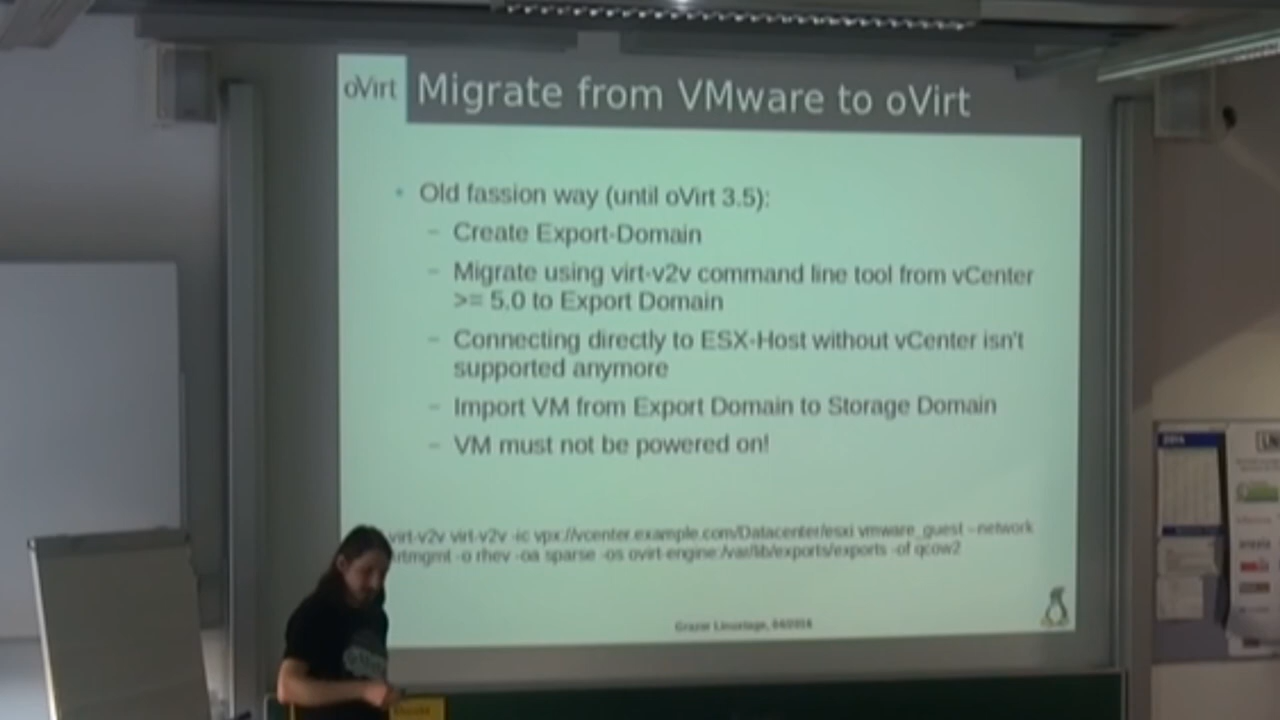 oVirt Migrate from VMware to oVirt
Old fassion way (until oVirt 3.5):
Create Export-Domain
Migrate using virt-v2v command line tool from vCenter
>= 5.0 to Export Domain
Connecting directly to ESX-Host without vCenter isn't
supported anymore
Import VM from Export Domain to Storage Domain
VM must not be powered on!
virt-v2v virt-v2v -ic vpx://vcenter.example.com/Datacenter/esxi vmware_guest --network
-o rhev -oa sparse -os ovirt-engine:/var/lib/exports/exports -of qcow2
Grazer Linuxtage, 04/2016